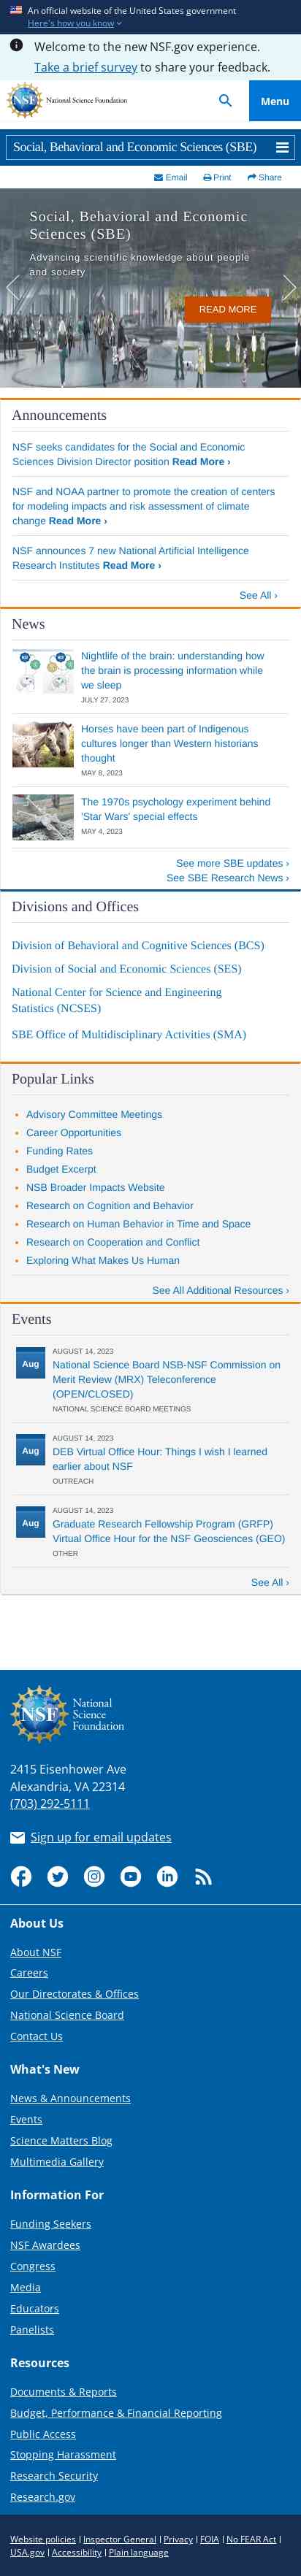 An official website of the United States government
Here's how you know
Welcome to the new NSF.gov experience.
Take a brief survey to share your feedback.
NSF
National Science Foundation
Menu
Social, Behavioral and Economic Sciences (SBE)
Email Print Share
Social, Behavioral and Economic
Sciences (SBE)
Advancing scientific knowledge about people
and society
READ MORE
Announcements
NSF seeks candidates for the Social and Economic
Sciences Division Director position Read More ›
NSF and NOAA partner to promote the creation of centers
for modeling impacts and risk assessment of climate
change Read More ›
NSF announces 7 new National Artificial Intelligence
Research Institutes Read More ›
See All ›
News
Nightlife of the brain: understanding how
the brain is processing information while
we sleep
JULY 27, 2023
Horses have been part of Indigenous
cultures longer than Western historians
thought
MAY 8, 2023
The 1970s psychology experiment behind
'Star Wars' special effects
MAY 4, 2023
See more SBE updates ›
See SBE Research News ›
Divisions and Offices
Division of Behavioral and Cognitive Sciences (BCS)
Division of Social and Economic Sciences (SES)
National Center for Science and Engineering
Statistics (NCSES)
SBE Office of Multidisciplinary Activities (SMA)
Popular Links
Advisory Committee Meetings
Career Opportunities
Funding Rates
Budget Excerpt
NSB Broader Impacts Website
Research on Cognition and Behavior
Research on Human Behavior in Time and Space
Research on Cooperation and Conflict
Exploring What Makes Us Human
See All Additional Resources ›
Events
Aug
AUGUST 14, 2023
National Science Board NSB-NSF Commission on
Merit Review (MRX) Teleconference
(OPEN/CLOSED)
NATIONAL SCIENCE BOARD MEETINGS
Aug
AUGUST 14, 2023
DEB Virtual Office Hour: Things I wish I learned
earlier about NSF
OUTREACH
Aug
AUGUST 14, 2023
Graduate Research Fellowship Program (GRFP)
Virtual Office Hour for the NSF Geosciences (GEO)
OTHER
See All ›
NSF
National
Science
Foundation
2415 Eisenhower Ave
Alexandria, VA 22314
(703) 292-5111
Sign up for email updates
About Us
About NSF
Careers
Our Directorates & Offices
National Science Board
Contact Us
What's New
News & Announcements
Events
Science Matters Blog
Multimedia Gallery
Information For
Funding Seekers
NSF Awardees
Congress
Media
Educators
Panelists
Resources
Documents & Reports
Budget, Performance & Financial Reporting
Public Access
Stopping Harassment
Research Security
Research.gov
Website policies | Inspector General | Privacy | FOIA | No FEAR Act |
USA.gov | Accessibility | Plain language